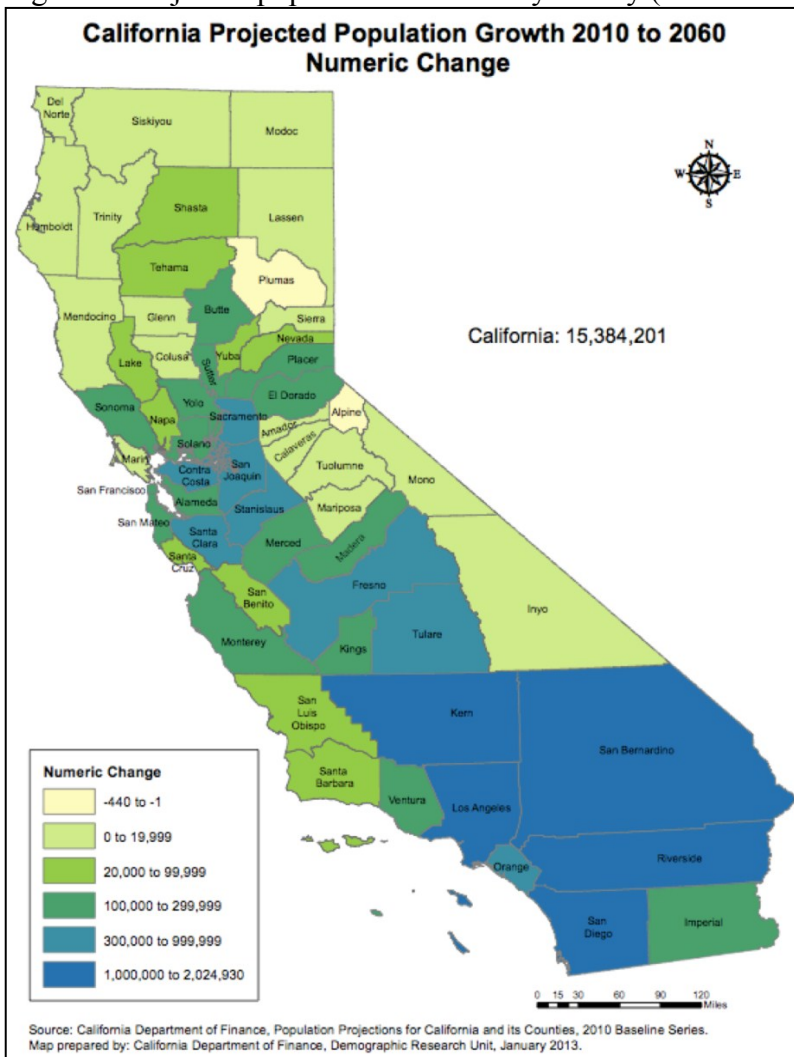 California Projected Population Growth 2010 to 2060
Numeric Change
N
W
E
S
Del
Norte
Siskiyou
Modoc
Humboldt
Trinity
Shasta
Lassen
Tehama
Plumas
Mendocino
Glenn
Butte
Sierra
Lake
Colusa
Sutter
Yuba
Nevada
Placer
California: 15,384,201
Sonoma
Napa
Yolo
Sacramento
El Dorado
Alpine
Marin
Solano
Amador
Calaveras
Tuolumne
Mono
San Francisco
Contra
Costa
San
Joaquin
Alameda
Stanislaus
Mariposa
San Mateo
Santa
Clara
Merced
Madera
Santa
Cruz
San
Benito
Fresno
Inyo
Monterey
Kings
Tulare
San
Luis
Obispo
Kern
San Bernardino
Santa
Barbara
Ventura
Los Angeles
Orange
Riverside
San
Diego
Imperial
Numeric Change
-440 to -1
0 to 19,999
20,000 to 99,999
100,000 to 299,999
300,000 to 999,999
1,000,000 to 2,024,930
0 15 30 60 90 120
Miles
Source: California Department of Finance, Population Projections for California and its Counties, 2010 Baseline Series.
Map prepared by: California Department of Finance, Demographic Research Unit, January 2013.